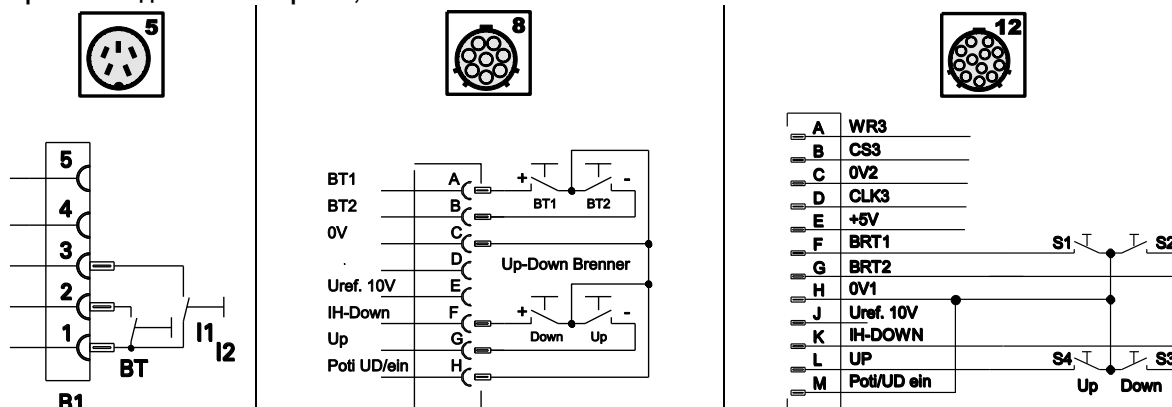 5
5
4
3
2
1
BT
I1
I2
B1
8
BT1
BT2
0V
Uref. 10V
IH-Down
Up
Poti UD/ein
A
B
C
D
E
F
G
H
+ -
BT1 BT2
Up-Down Brenner
+ -
Down Up
12
A WR3
B CS3
C 0V2
D CLK3
E +5V
F BRT1
G BRT2
H 0V1
J Uref. 10V
K IH-DOWN
L UP
M Poti/UD ein
S1 S2
S4 S3
Up Down